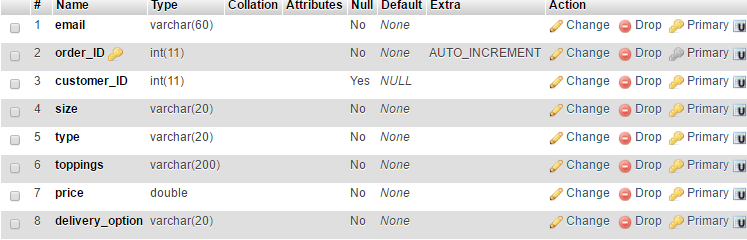 # Name Type Collation Attributes Null Default Extra Action
1 email varchar(60) No None Change Drop Primary U
2 order_ID int(11) No None AUTO_INCREMENT Change Drop Primary U
3 customer_ID int(11) Yes NULL Change Drop Primary U
4 size varchar(20) No None Change Drop Primary U
5 type varchar(20) No None Change Drop Primary U
6 toppings varchar(200) No None Change Drop Primary U
7 price double No None Change Drop Primary U
8 delivery_option varchar(20) No None Change Drop Primary U